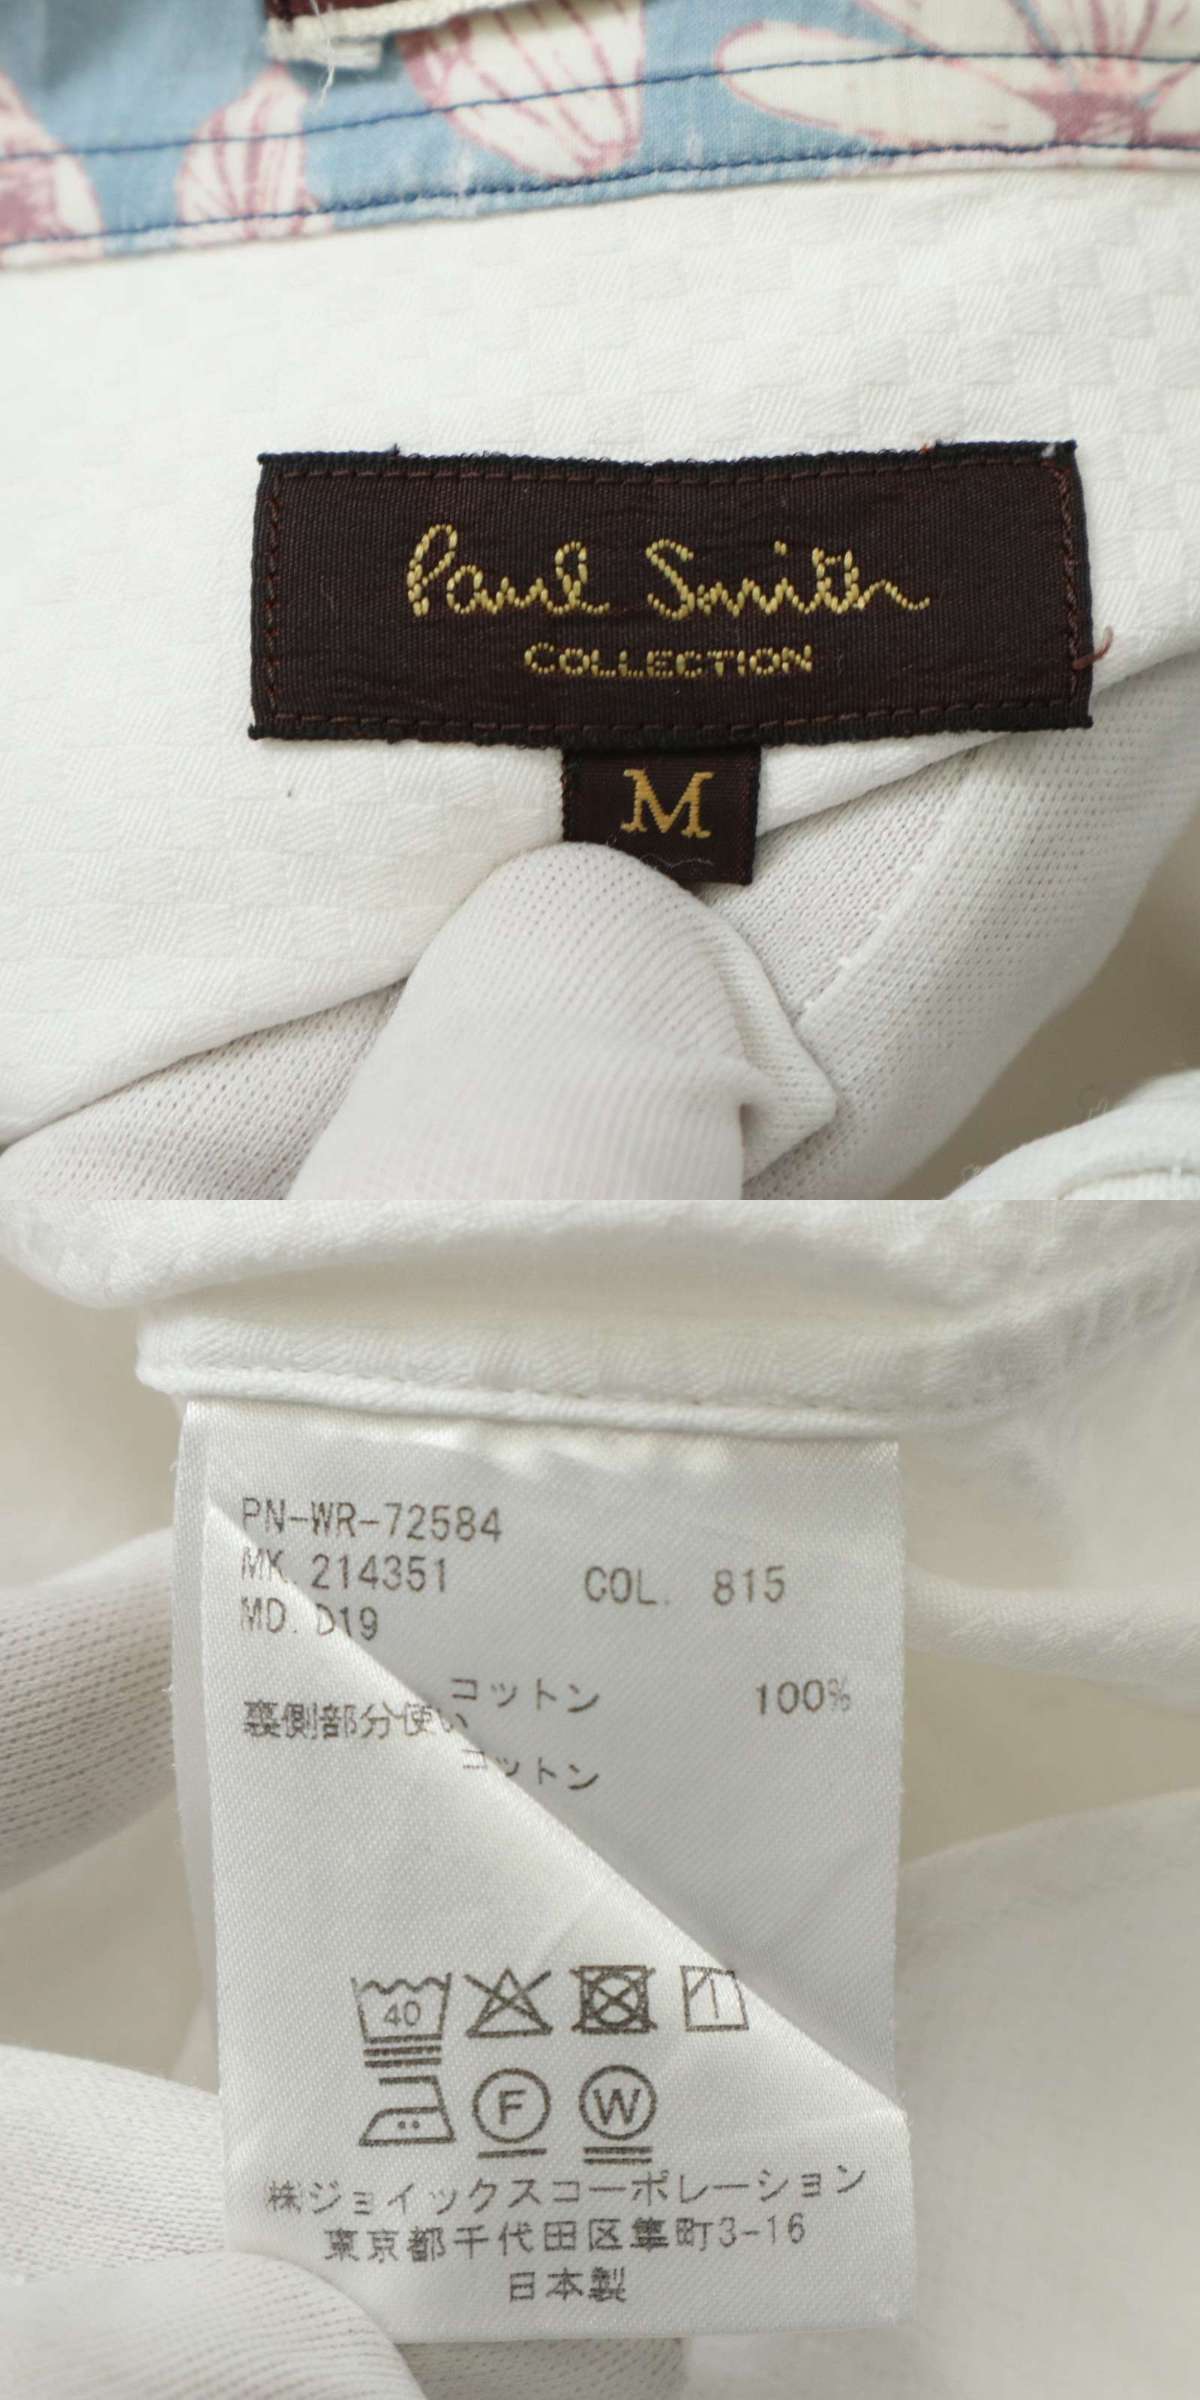 Paul Smith
COLLECTION
M
PN-WR-72584
MK. 214351 COL. 815
MD. D19
コットン 100%
裏側部分使い
コットン
40
F W
㈱ジョイックスコーポレーション
東京都千代田区隼町3-16
日本製